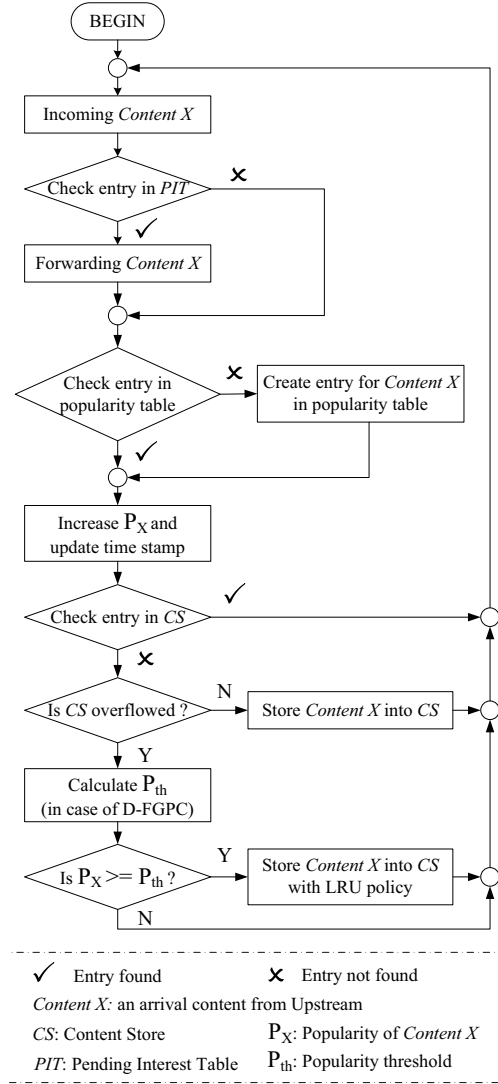 BEGIN
Incoming Content X
Check entry in PIT
✗
✓
Forwarding Content X
Check entry in
popularity table
✗
Create entry for Content X
in popularity table
✓
Increase PX and
update time stamp
Check entry in CS
✓
✗
Is CS overflowed ?
N
Store Content X into CS
Y
Calculate Pth
(in case of D-FGPC)
Is PX >= Pth ?
Y
Store Content X into CS
with LRU policy
N
✓ Entry found
✗ Entry not found
Content X: an arrival content from Upstream
CS: Content Store
PX: Popularity of Content X
PIT: Pending Interest Table
Pth: Popularity threshold